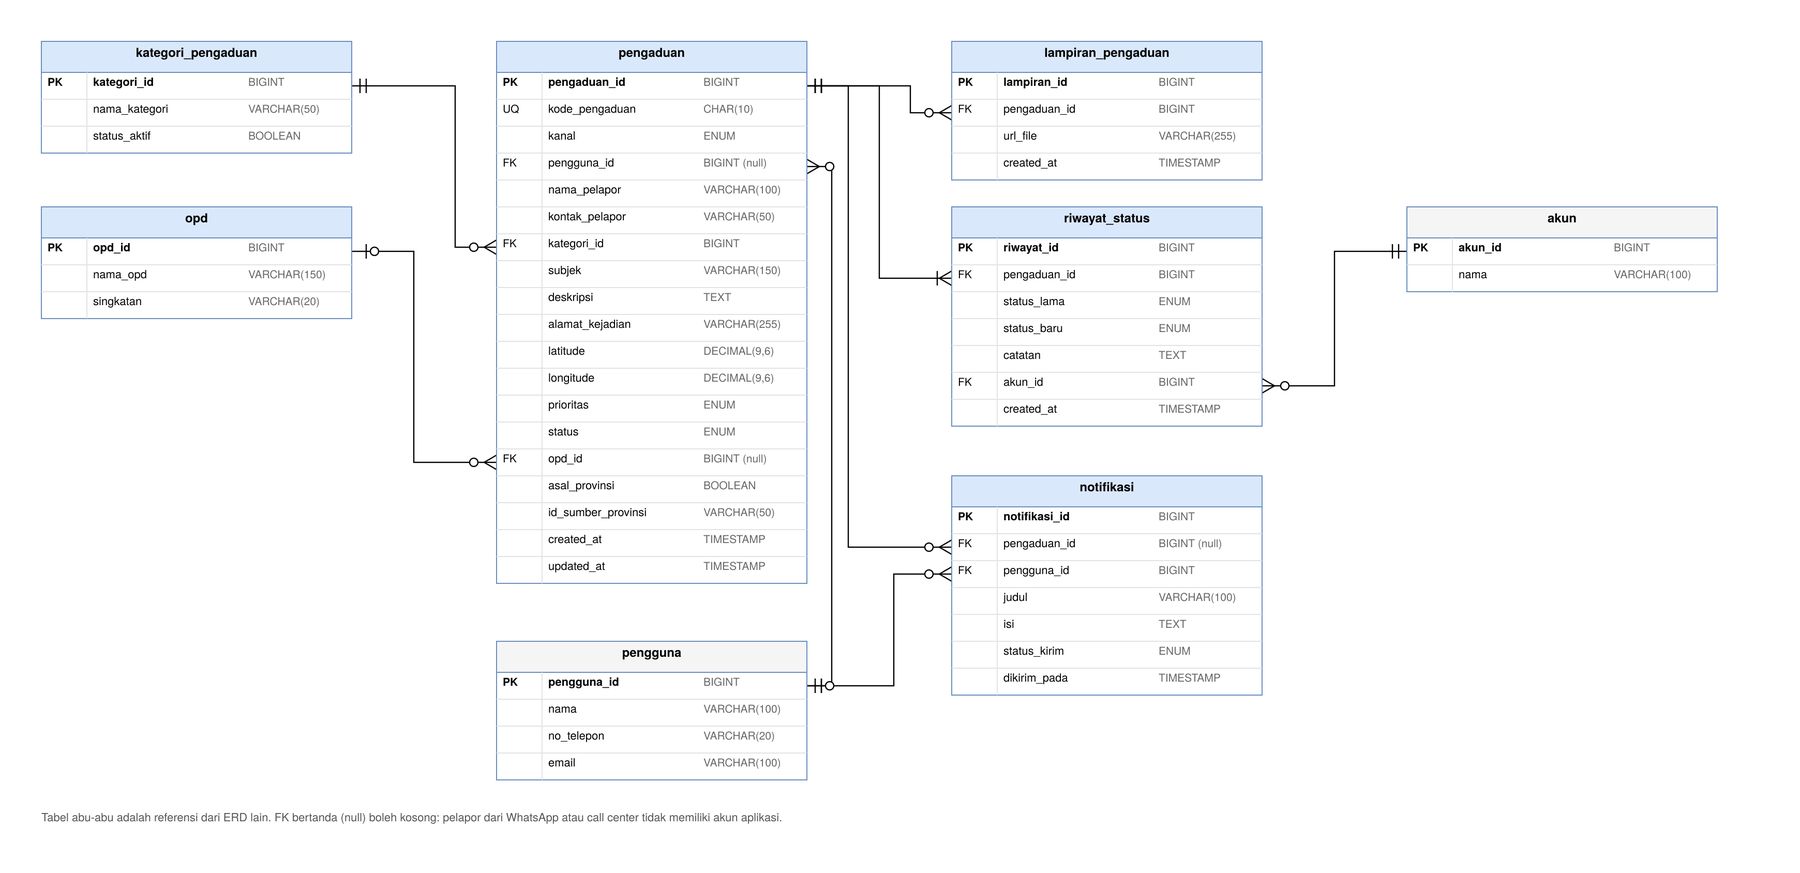 kategori_pengaduan
PK kategori_id BIGINT
nama_kategori VARCHAR(50)
status_aktif BOOLEAN
opd
PK opd_id BIGINT
nama_opd VARCHAR(150)
singkatan VARCHAR(20)
pengaduan
PK pengaduan_id BIGINT
UQ kode_pengaduan CHAR(10)
kanal ENUM
FK pengguna_id BIGINT (null)
nama_pelapor VARCHAR(100)
kontak_pelapor VARCHAR(50)
FK kategori_id BIGINT
subjek VARCHAR(150)
deskripsi TEXT
alamat_kejadian VARCHAR(255)
latitude DECIMAL(9,6)
longitude DECIMAL(9,6)
prioritas ENUM
status ENUM
FK opd_id BIGINT (null)
asal_provinsi BOOLEAN
id_sumber_provinsi VARCHAR(50)
created_at TIMESTAMP
updated_at TIMESTAMP
pengguna
PK pengguna_id BIGINT
nama VARCHAR(100)
no_telepon VARCHAR(20)
email VARCHAR(100)
lampiran_pengaduan
PK lampiran_id BIGINT
FK pengaduan_id BIGINT
url_file VARCHAR(255)
created_at TIMESTAMP
riwayat_status
PK riwayat_id BIGINT
FK pengaduan_id BIGINT
status_lama ENUM
status_baru ENUM
catatan TEXT
FK akun_id BIGINT
created_at TIMESTAMP
notifikasi
PK notifikasi_id BIGINT
FK pengaduan_id BIGINT (null)
FK pengguna_id BIGINT
judul VARCHAR(100)
isi TEXT
status_kirim ENUM
dikirim_pada TIMESTAMP
akun
PK akun_id BIGINT
nama VARCHAR(100)
Tabel abu-abu adalah referensi dari ERD lain. FK bertanda (null) boleh kosong: pelapor dari WhatsApp atau call center tidak memiliki akun aplikasi.